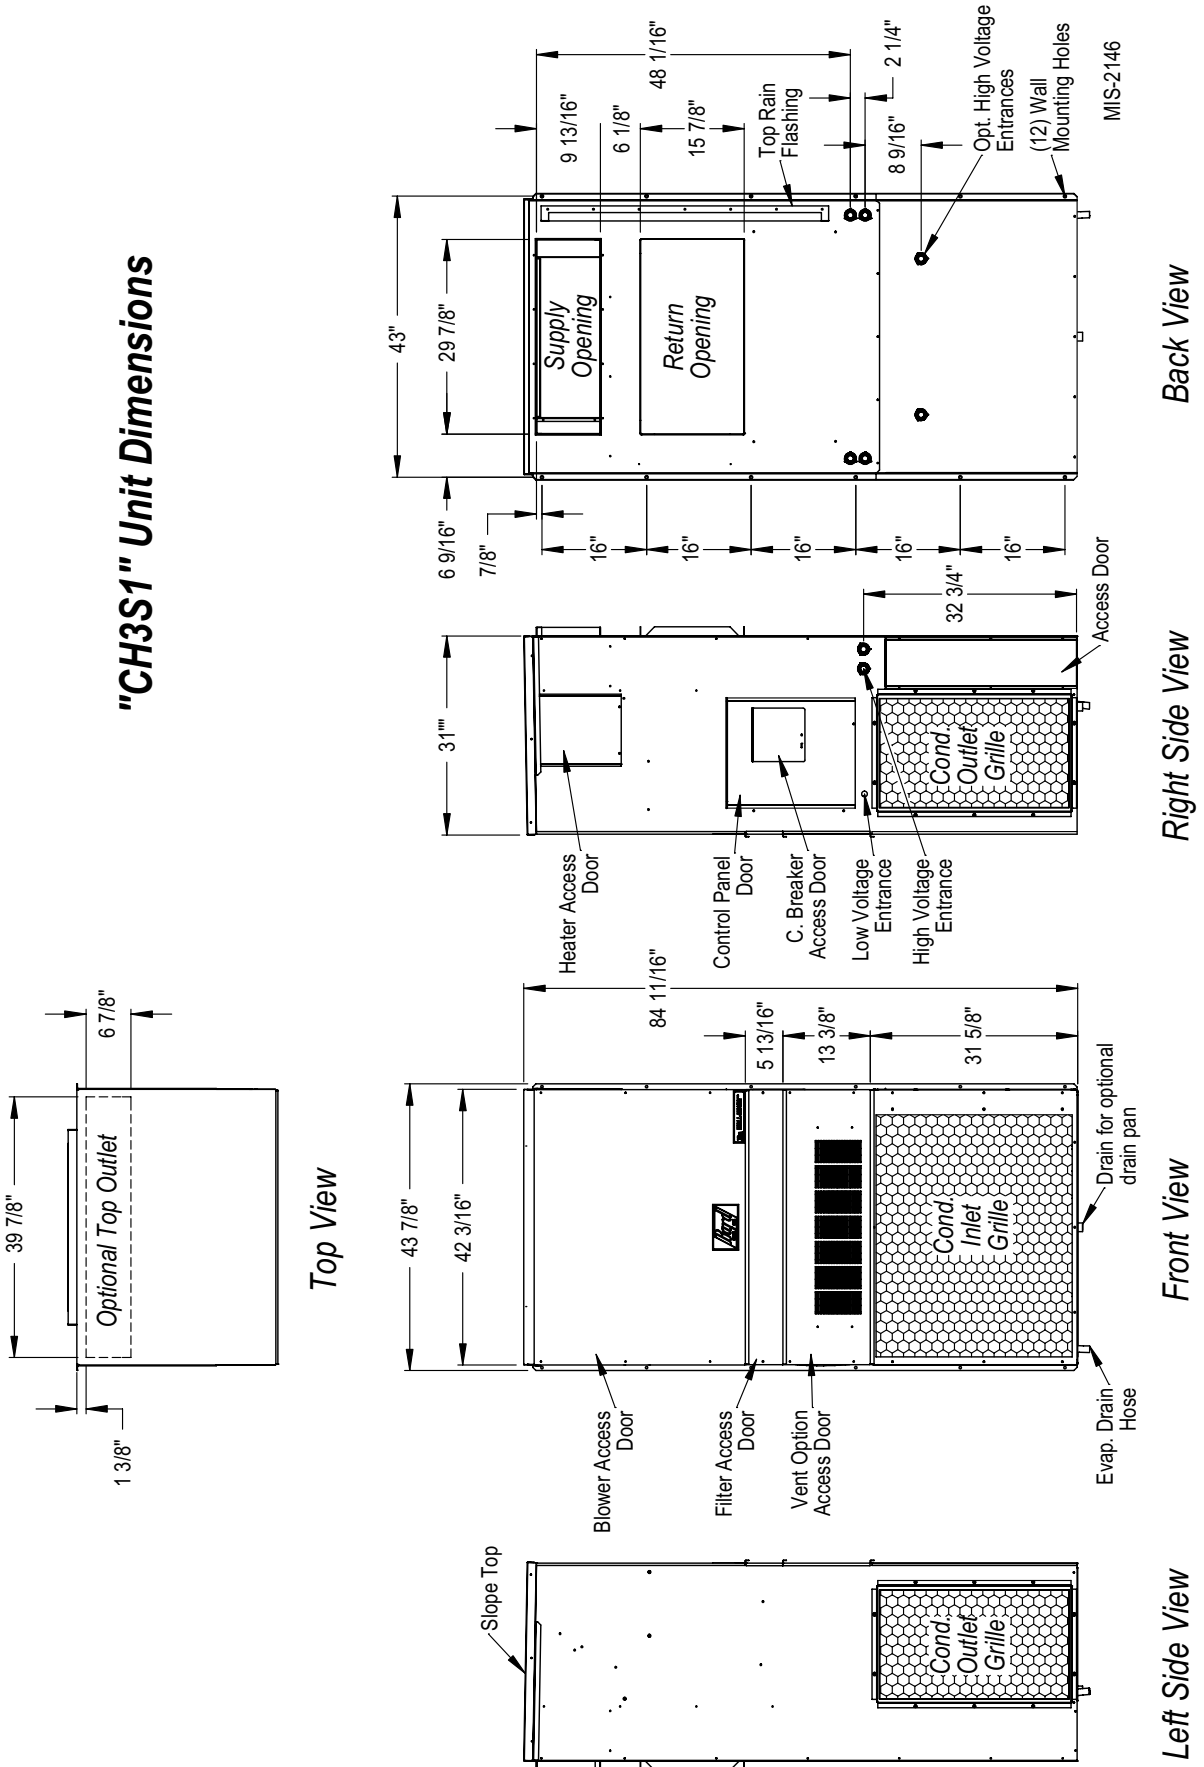 "CH3S1" Unit Dimensions
39 7/8"
6 7/8"
1 3/8"
Optional Top Outlet
Top View
Slope Top
Cond.
Outlet
Grille
Left Side View
43 7/8"
42 3/16"
84 11/16"
5 13/16"
13 3/8"
31 5/8"
Blower Access
Door
Filter Access
Door
Vent Option
Access Door
Cond.
Inlet
Grille
Evap. Drain
Hose
Drain for optional
drain pan
Front View
31""
Heater Access
Door
Control Panel
Door
C. Breaker
Access Door
Low Voltage
Entrance
High Voltage
Entrance
Cond.
Outlet
Grille
32 3/4"
Access Door
Right Side View
43"
6 9/16"
29 7/8"
7/8"
16"
16"
16"
16"
16"
Supply
Opening
Return
Opening
9 13/16"
6 1/8"
15 7/8"
48 1/16"
Top Rain
Flashing
2 1/4"
8 9/16"
Opt. High Voltage
Entrances
(12) Wall
Mounting Holes
MIS-2146
Back View